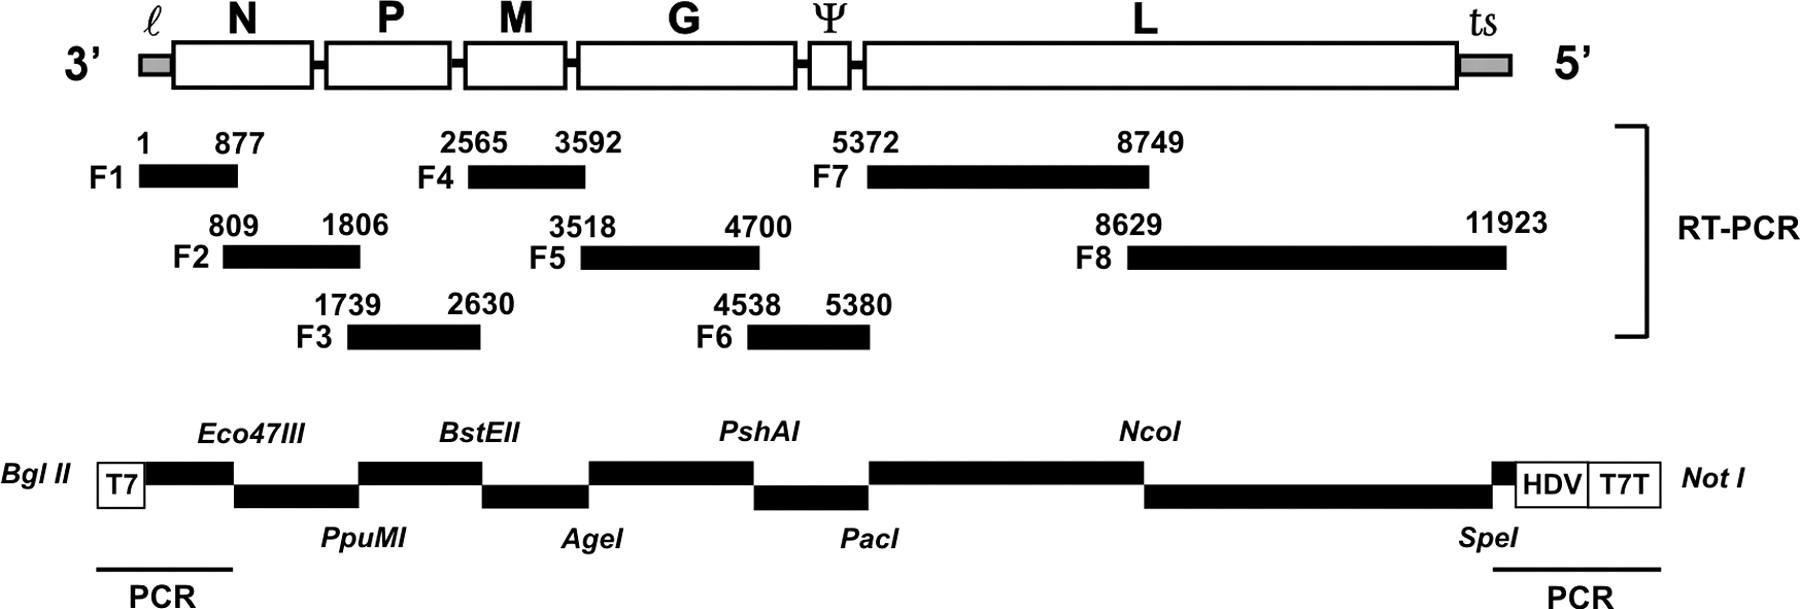 ℓ N P M G Ψ L ts
3’ 5’
1 877 2565 3592 5372 8749
F1 F4 F7
809 1806 3518 4700 8629 11923
F2 F5 F8 RT-PCR
1739 2630 4538 5380
F3 F6
Eco47III BstEII PshAI NcoI
Bgl II T7 HDV T7T Not I
PpuMI AgeI PacI SpeI
PCR PCR